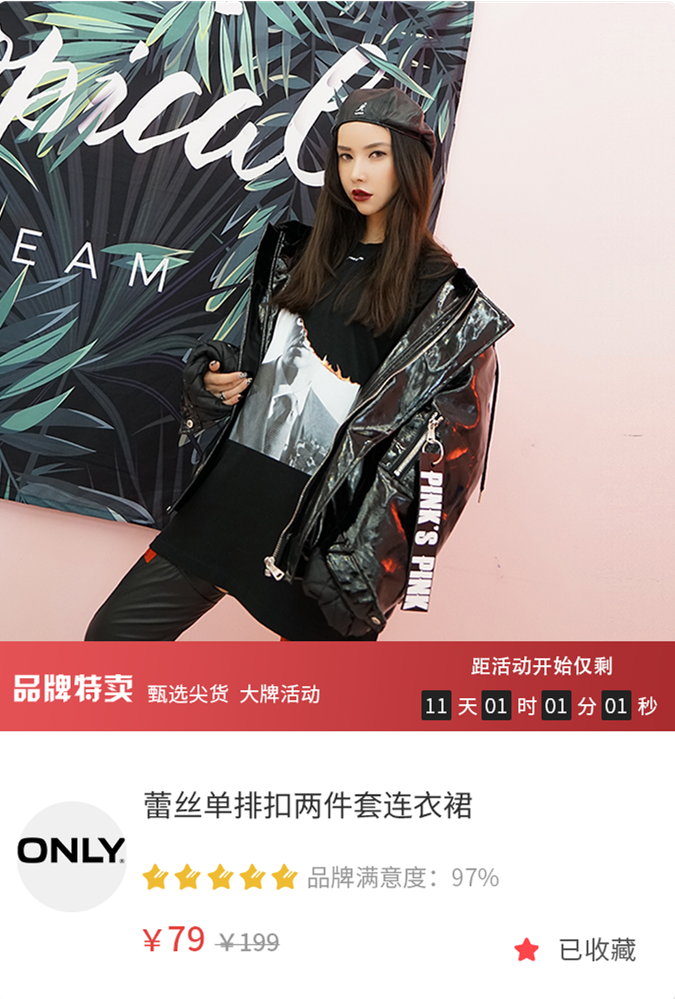 pical
EAM
PINK'S PINK
品牌特卖 甄选尖货 大牌活动
距活动开始仅剩
11 天 01 时 01 分 01 秒
蕾丝单排扣两件套连衣裙
ONLY
品牌满意度：97%
￥79 ￥199
已收藏